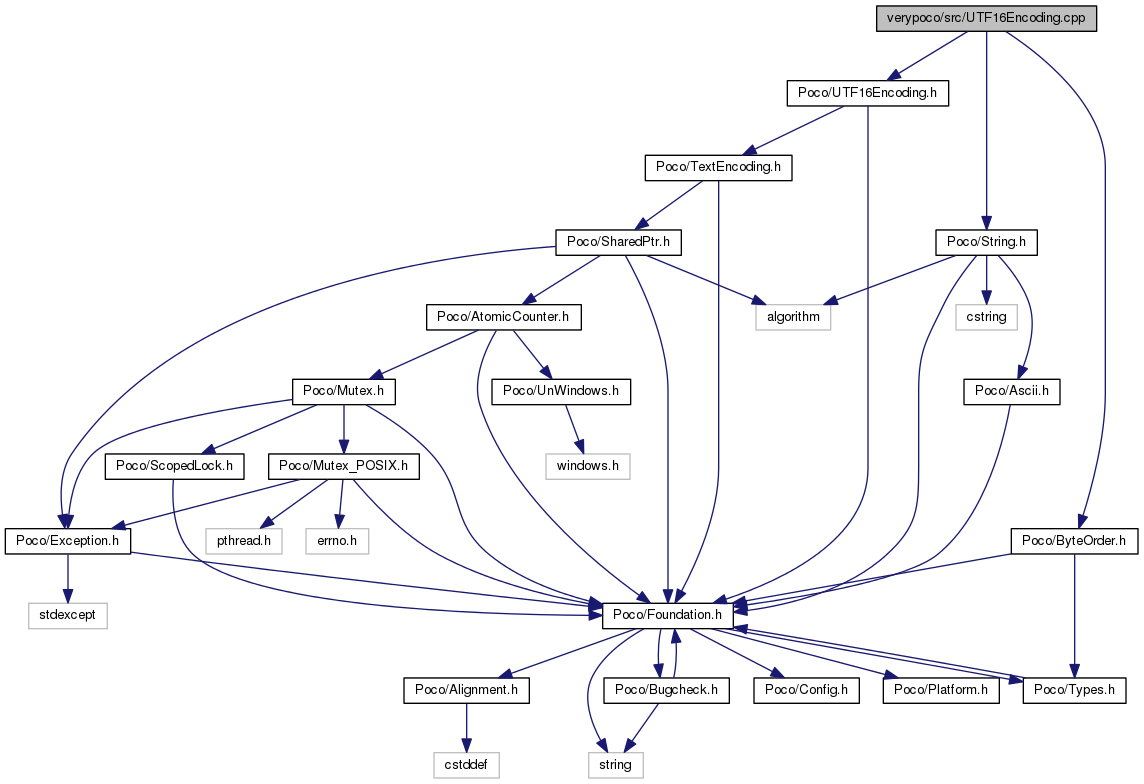 verypoco/src/UTF16Encoding.cpp
Poco/UTF16Encoding.h
Poco/TextEncoding.h
Poco/SharedPtr.h
Poco/String.h
Poco/AtomicCounter.h
algorithm
cstring
Poco/Mutex.h
Poco/UnWindows.h
Poco/Ascii.h
Poco/ScopedLock.h
Poco/Mutex_POSIX.h
windows.h
Poco/Exception.h
pthread.h
errno.h
Poco/ByteOrder.h
stdexcept
Poco/Foundation.h
Poco/Alignment.h
Poco/Bugcheck.h
Poco/Config.h
Poco/Platform.h
Poco/Types.h
cstddef
string